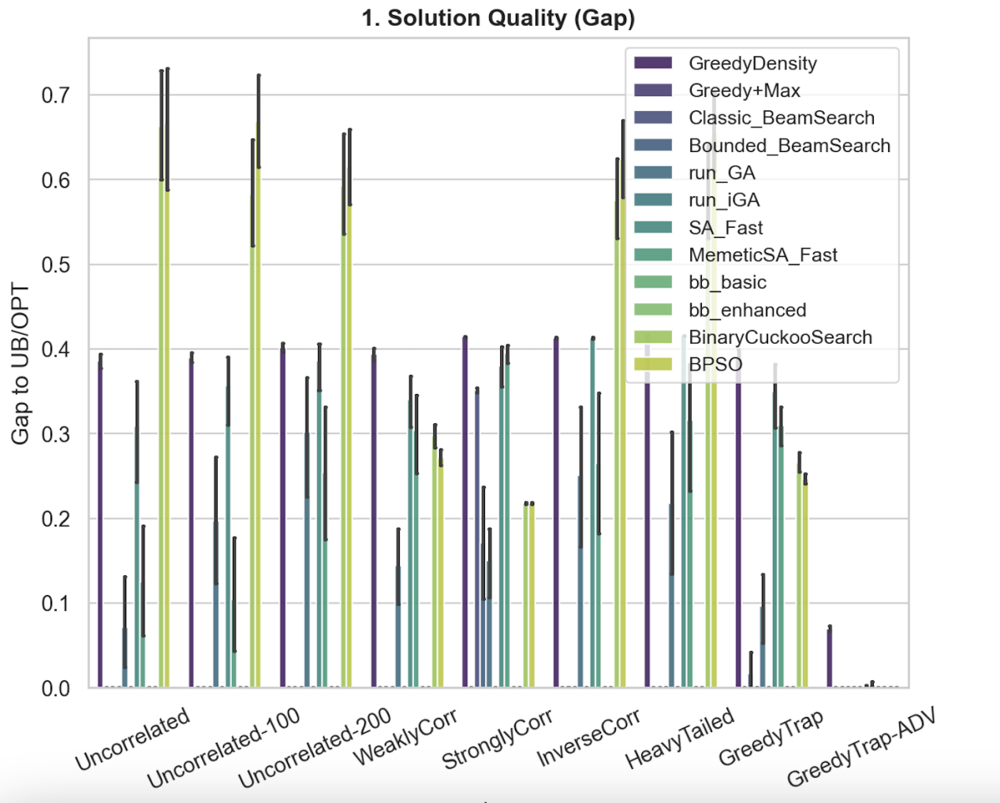 1. Solution Quality (Gap)
GreedyDensity
Greedy+Max
Classic_BeamSearch
Bounded_BeamSearch
run_GA
run_iGA
SA_Fast
MemeticSA_Fast
bb_basic
bb_enhanced
BinaryCuckooSearch
BPSO
Gap to UB/OPT
0.7
0.6
0.5
0.4
0.3
0.2
0.1
0.0
Uncorrelated
Uncorrelated-100
Uncorrelated-200
WeaklyCorr
StronglyCorr
InverseCorr
HeavyTailed
GreedyTrap
GreedyTrap-ADV